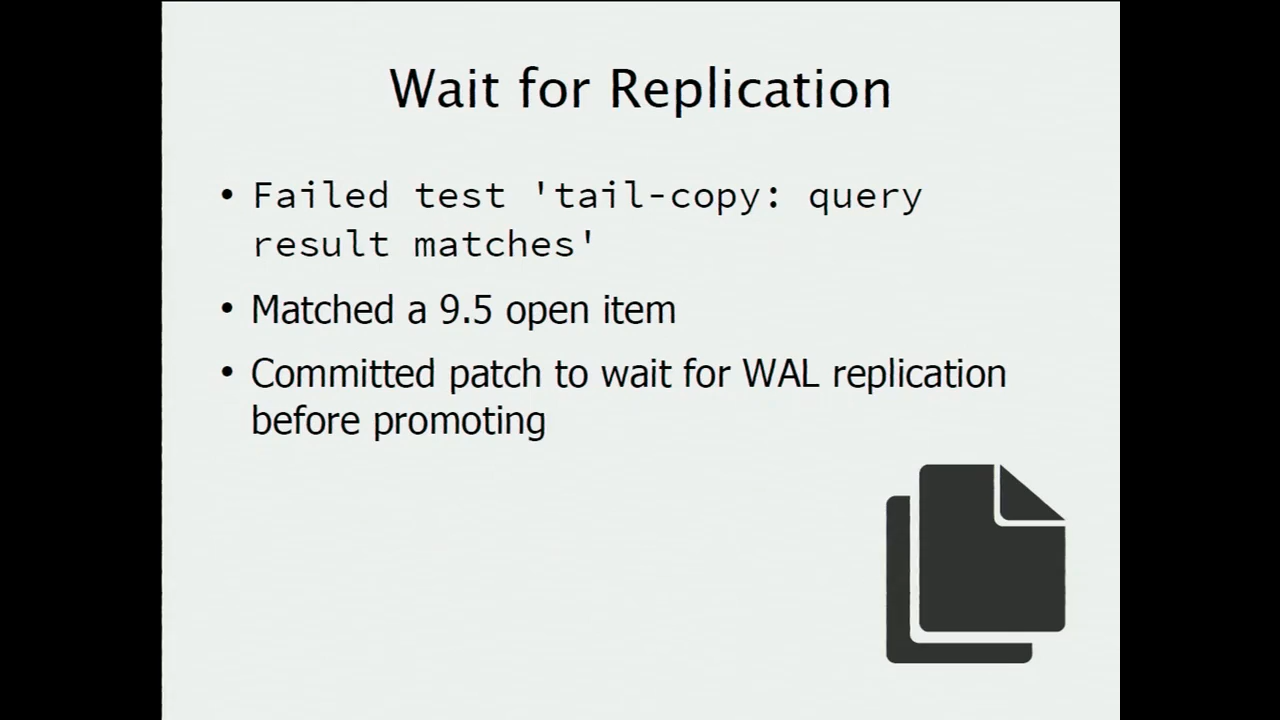 Wait for Replication
• Failed test 'tail-copy: query
result matches'
• Matched a 9.5 open item
• Committed patch to wait for WAL replication
before promoting